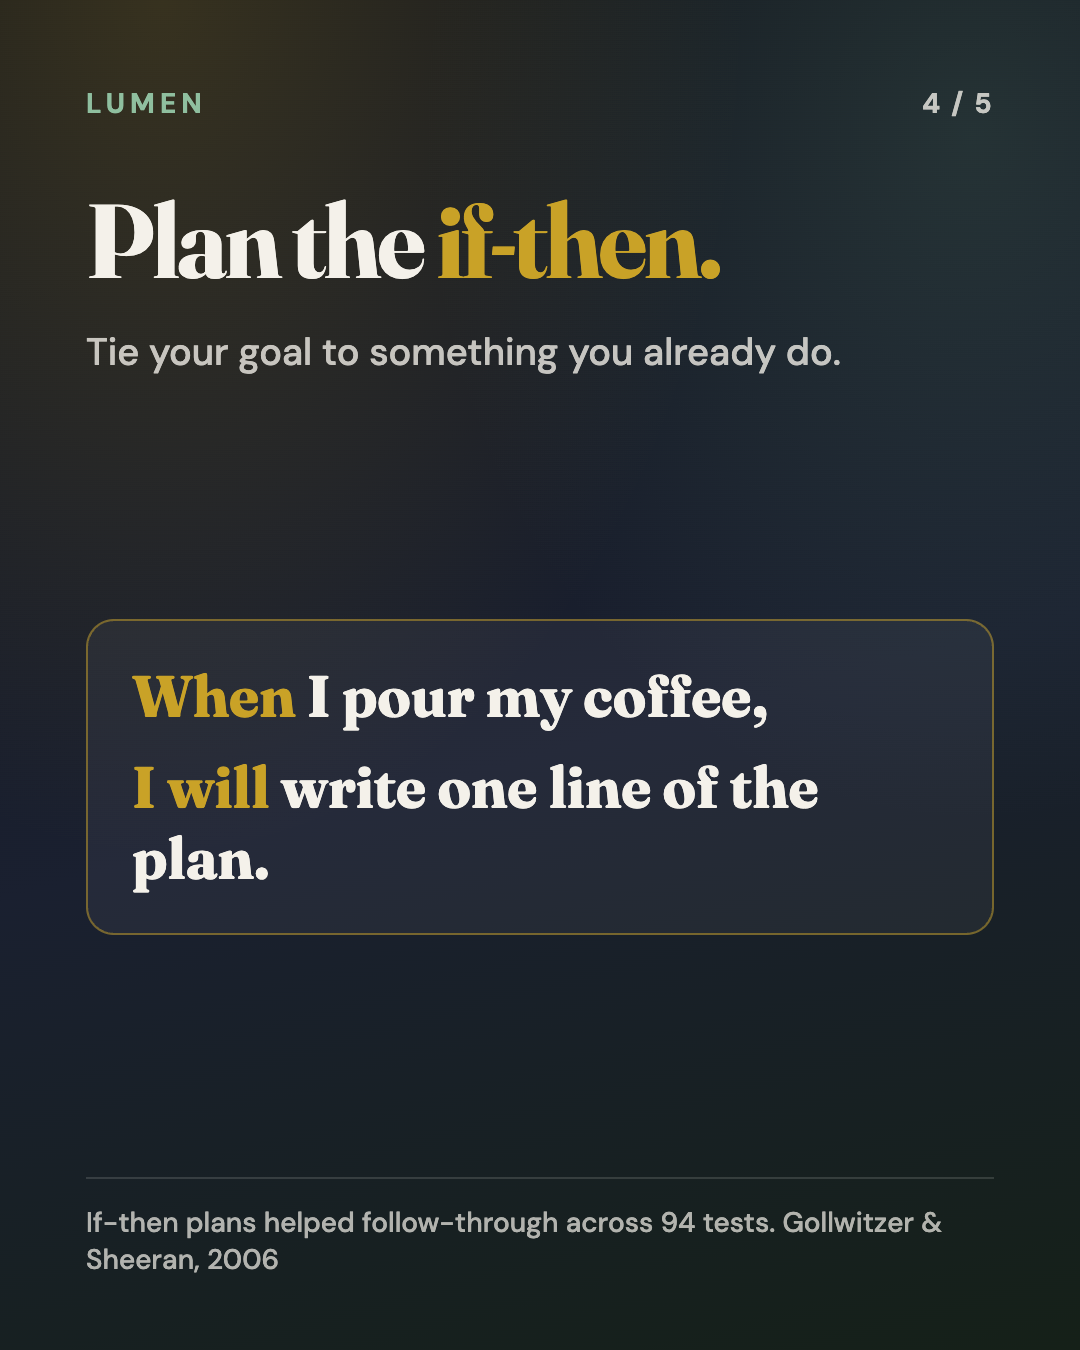 LUMEN
4 / 5
Plan the if-then.
Tie your goal to something you already do.
When I pour my coffee,
I will write one line of the
plan.
If-then plans helped follow-through across 94 tests. Gollwitzer &
Sheeran, 2006